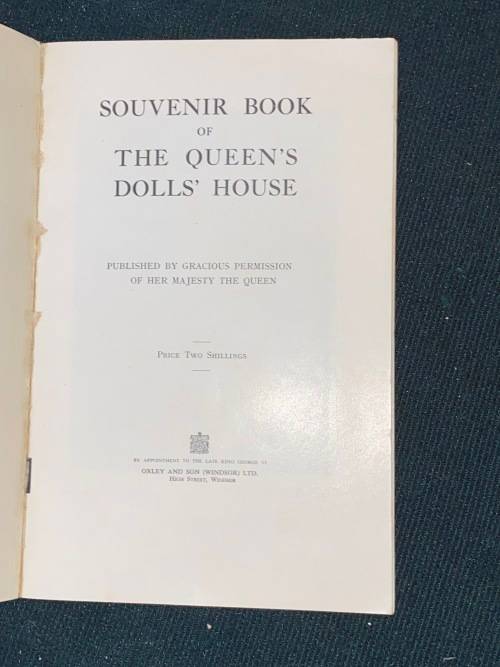 SOUVENIR BOOK
OF
THE QUEEN'S
DOLLS' HOUSE
PUBLISHED BY GRACIOUS PERMISSION
OF HER MAJESTY THE QUEEN
PRICE TWO SHILLINGS
BY APPOINTMENT TO THE LATE KING GEORGE VI
OXLEY AND SON (WINDSOR) LTD.
HIGH STREET, WINDSOR